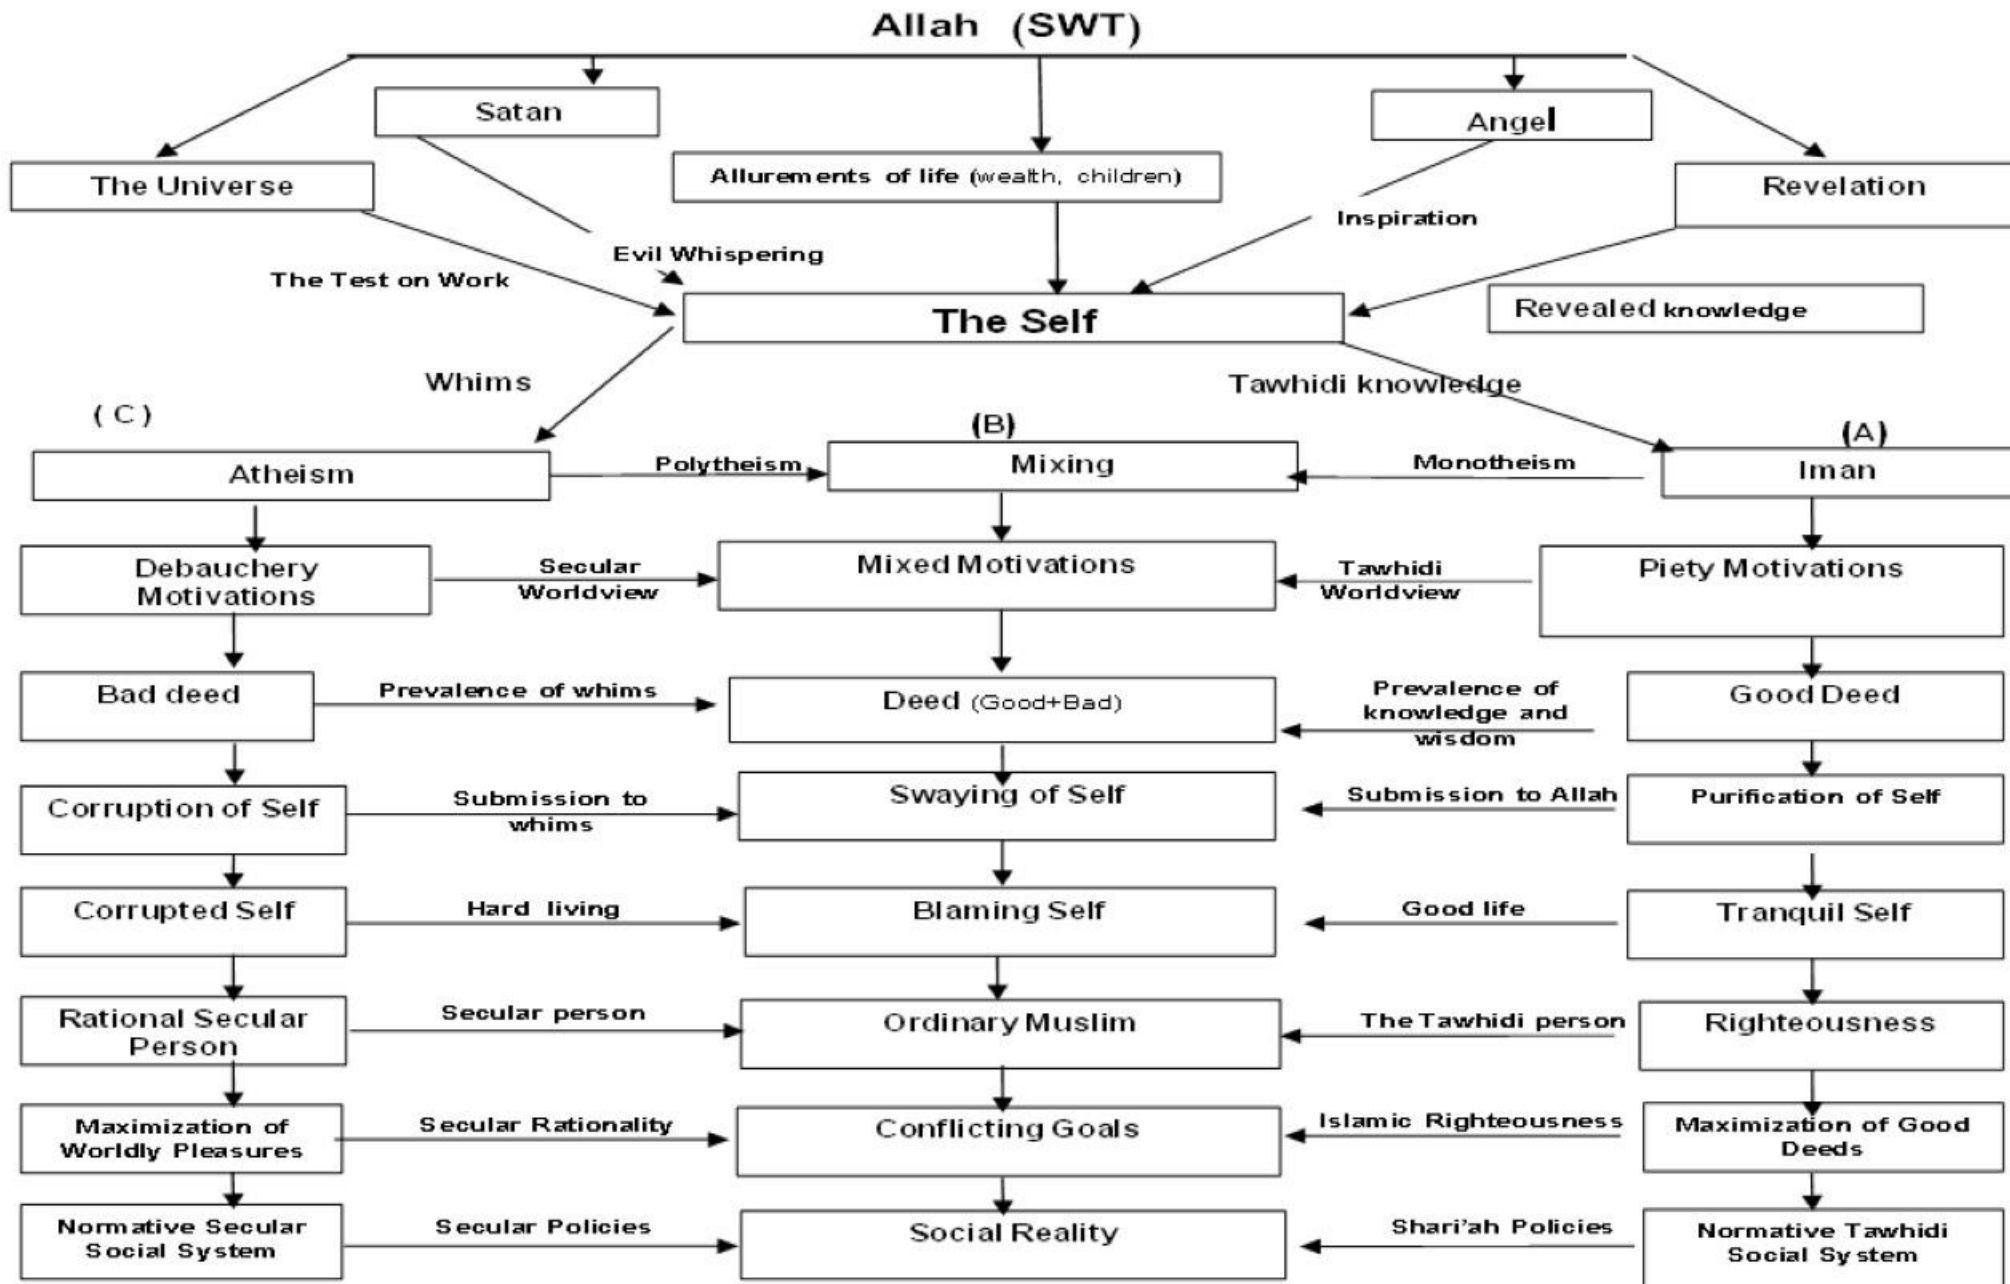 Allah (SWT)
Satan
Angel
The Universe
Allurements of life (wealth, children)
Revelation
Inspiration
Evil Whispering
The Test on Work
The Self
Revealed knowledge
Whims
Tawhidi knowledge
( C )
(B)
(A)
Atheism
Polytheism
Mixing
Monotheism
Iman
Debauchery
Motivations
Secular
Worldview
Mixed Motivations
Tawhidi
Worldview
Piety Motivations
Bad deed
Prevalence of whims
Deed (Good+Bad)
Prevalence of
knowledge and
wisdom
Good Deed
Corruption of Self
Submission to
whims
Swaying of Self
Submission to Allah
Purification of Self
Corrupted Self
Hard living
Blaming Self
Good life
Tranquil Self
Rational Secular
Person
Secular person
Ordinary Muslim
The Tawhidi person
Righteousness
Maximization of
Worldly Pleasures
Secular Rationality
Conflicting Goals
Islamic Righteousness
Maximization of Good
Deeds
Normative Secular
Social System
Secular Policies
Social Reality
Shari'ah Policies
Normative Tawhidi
Social System